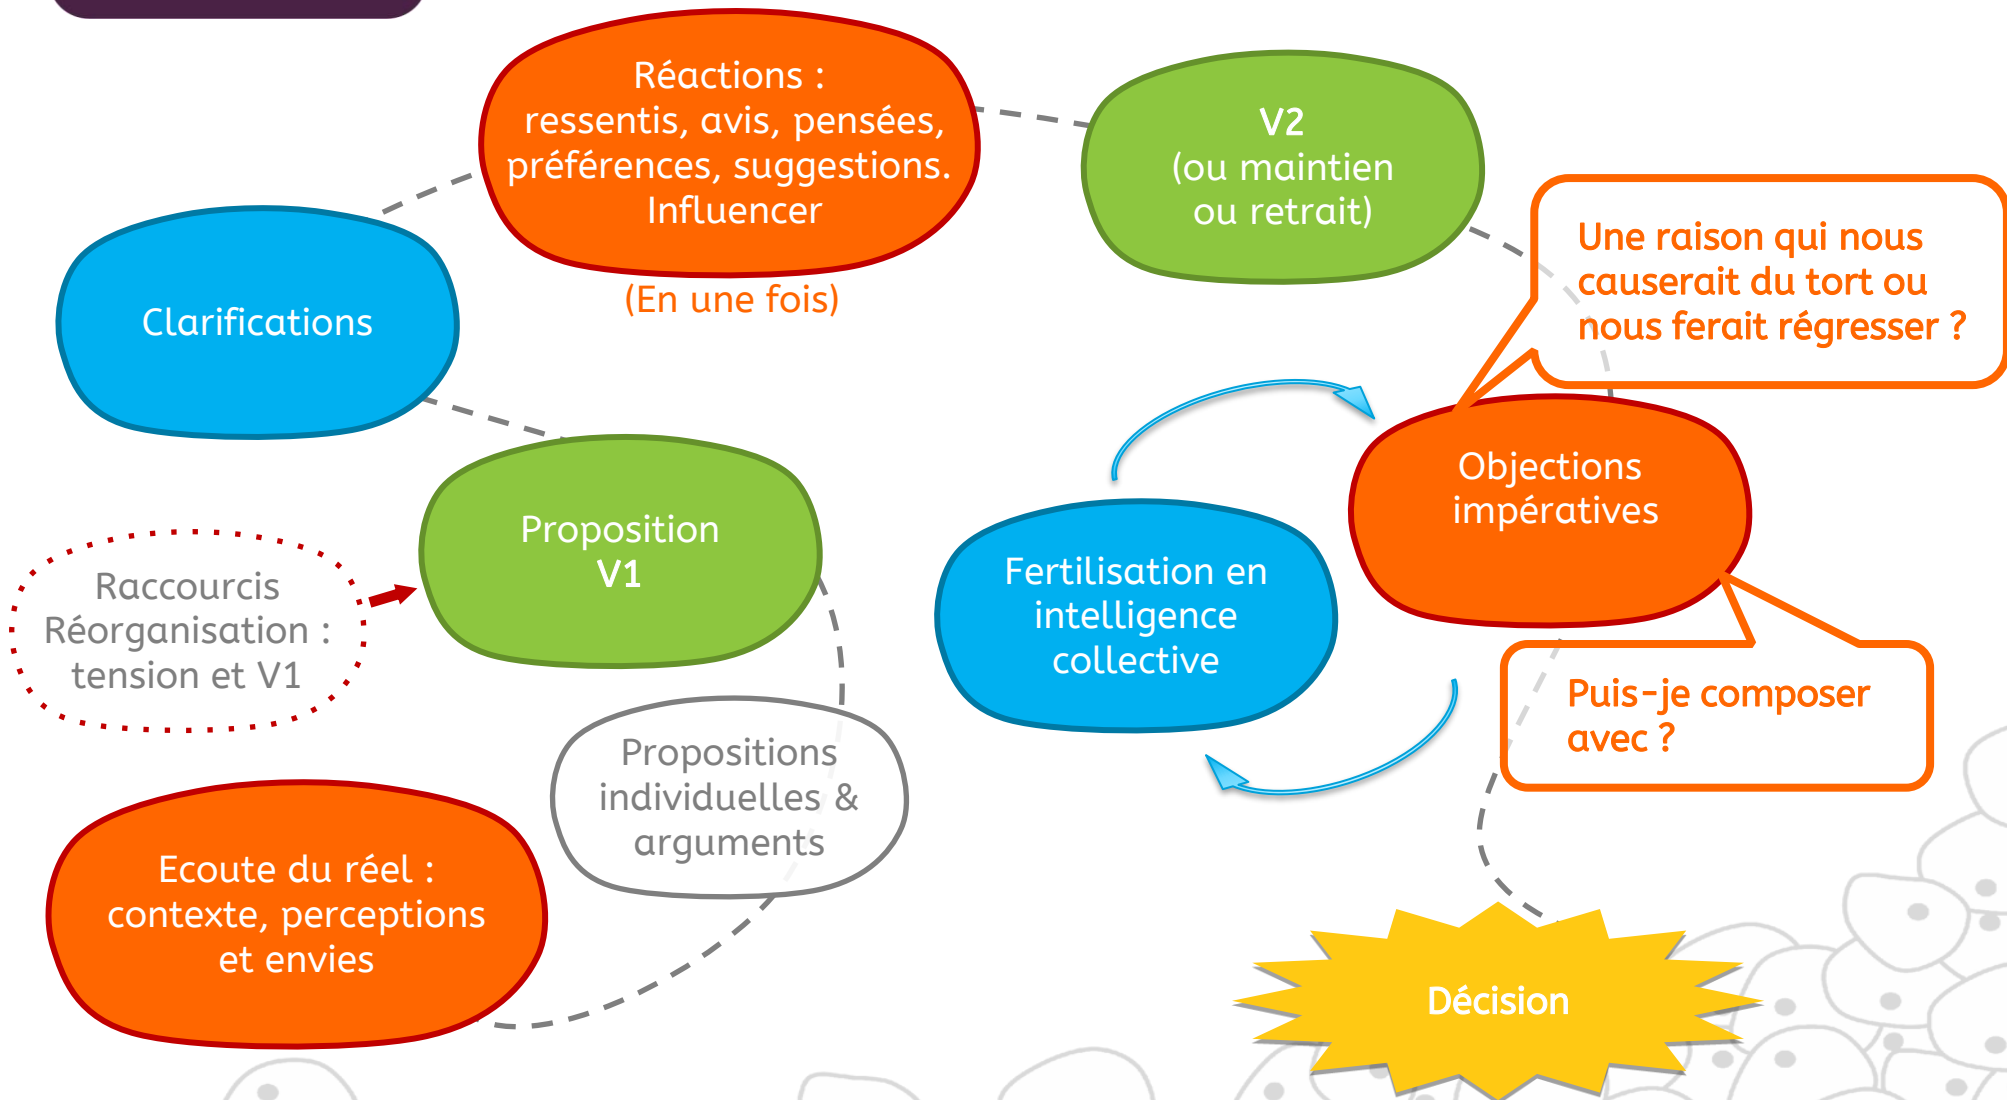 Réactions :
ressentis, avis, pensées,
préférences, suggestions.
Influencer
(En une fois)
V2
(ou maintien
ou retrait)
Une raison qui nous
causerait du tort ou
nous ferait régresser ?
Clarifications
Objections
impératives
Proposition
V1
Fertilisation en
intelligence
collective
Raccourcis
Réorganisation :
tension et V1
Puis-je composer
avec ?
Propositions
individuelles &
arguments
Ecoute du réel :
contexte, perceptions
et envies
Décision